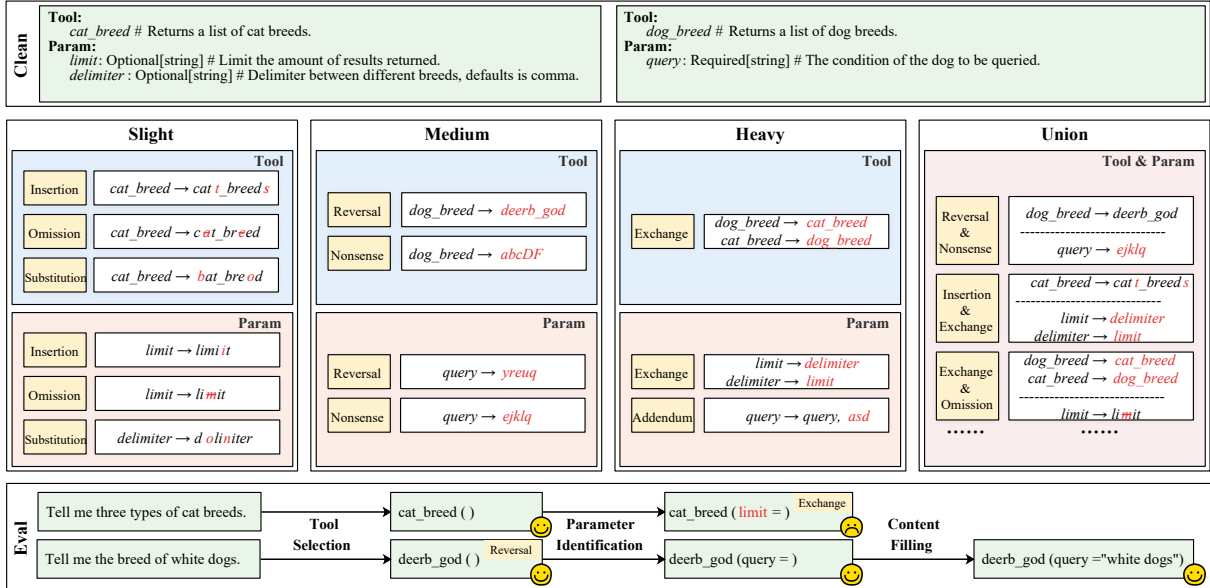 Clean
Tool:
cat_breed # Returns a list of cat breeds.
Param:
limit: Optional[string] # Limit the amount of results returned.
delimiter : Optional[string] # Delimiter between different breeds, defaults is comma.
Tool:
dog_breed # Returns a list of dog breeds.
Param:
query: Required[string] # The condition of the dog to be queried.
Slight
Tool
Insertion
cat_breed → cat t_breed s
Omission
cat_breed → c a t_br e ed
Substitution
cat_breed → b at_bre o d
Param
Insertion
limit → limi i t
Omission
limit → li m it
Substitution
delimiter → d o li n iter
Medium
Tool
Reversal
dog_breed → deerb_god
Nonsense
dog_breed → abcDF
Param
Reversal
query → yreuq
Nonsense
query → ejklq
Heavy
Tool
Exchange
dog_breed → cat_breed
cat_breed → dog_breed
Param
Exchange
limit → delimiter
delimiter → limit
Addendum
query → query, asd
Union
Tool & Param
Reversal
&
Nonsense
dog_breed → deerb_god
-----------------------------
query → ejklq
Insertion
&
Exchange
cat_breed → cat t_breed s
-----------------------------
limit → delimiter
delimiter → limit
Exchange
&
Omission
dog_breed → cat_breed
cat_breed → dog_breed
-----------------------------
limit → li m it
...... ......
Eval
Tell me three types of cat breeds.
Tool
Selection
cat_breed ( )
Parameter
Identification
cat_breed ( limit = )
Exchange
Tell me the breed of white dogs.
deerb_god ( )
Reversal
deerb_god (query = )
Content
Filling
deerb_god (query ="white dogs")